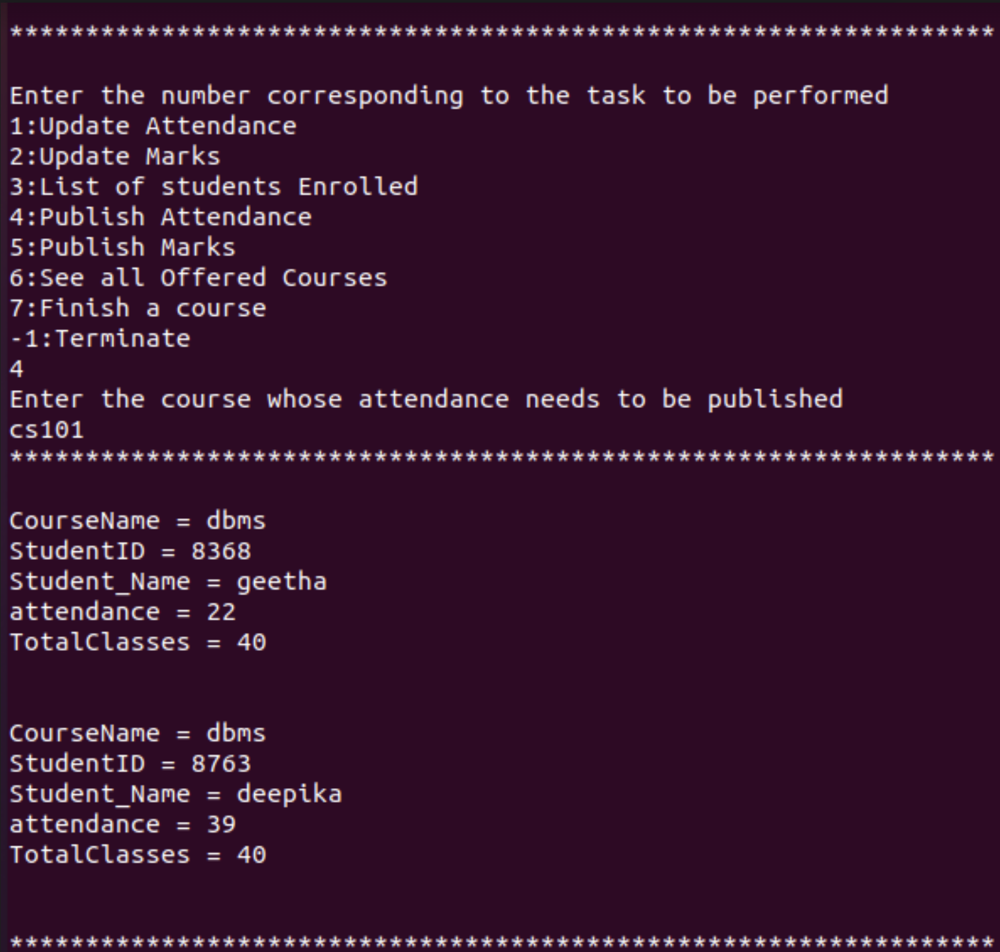 *****************************************************************
Enter the number corresponding to the task to be performed
1:Update Attendance
2:Update Marks
3:List of students Enrolled
4:Publish Attendance
5:Publish Marks
6:See all Offered Courses
7:Finish a course
-1:Terminate
4
Enter the course whose attendance needs to be published
cs101
*****************************************************************
CourseName = dbms
StudentID = 8368
Student_Name = geetha
attendance = 22
TotalClasses = 40
CourseName = dbms
StudentID = 8763
Student_Name = deepika
attendance = 39
TotalClasses = 40
*****************************************************************